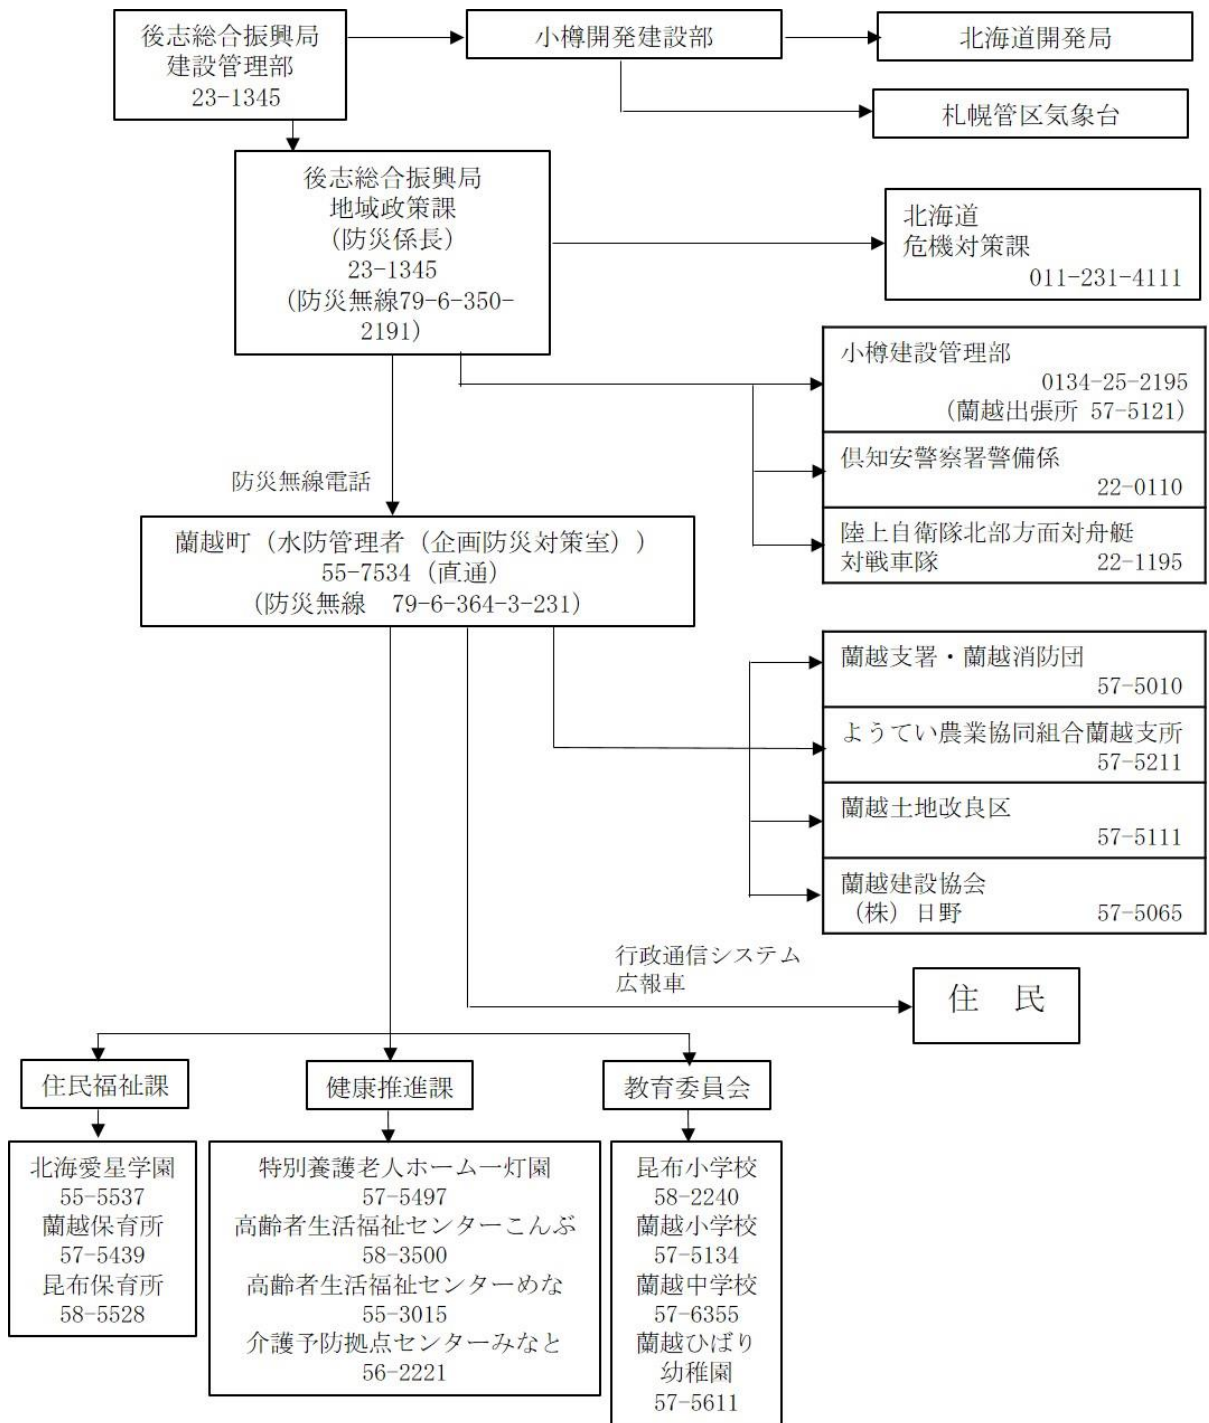 後志総合振興局
建設管理部
23-1345
小樽開発建設部
北海道開発局
札幌管区気象台
後志総合振興局
地域政策課
（防災係長）
23-1345
（防災無線79-6-350-
2191）
北海道
危機対策課
011-231-4111
小樽建設管理部
0134-25-2195
（蘭越出張所 57-5121）
倶知安警察署警備係
22-0110
陸上自衛隊北部方面対舟艇
対戦車隊 22-1195
防災無線電話
蘭越町（水防管理者（企画防災対策室））
55-7534（直通）
（防災無線　79-6-364-3-231）
蘭越支署・蘭越消防団
57-5010
ようてい農業協同組合蘭越支所
57-5211
蘭越土地改良区
57-5111
蘭越建設協会
（株）日野 57-5065
行政通信システム
広報車
住　民
住民福祉課
健康推進課
教育委員会
北海愛星学園
55-5537
蘭越保育所
57-5439
昆布保育所
58-5528
特別養護老人ホーム一灯園
57-5497
高齢者生活福祉センターこんぶ
58-3500
高齢者生活福祉センターめな
55-3015
介護予防拠点センターみなと
56-2221
昆布小学校
58-2240
蘭越小学校
57-5134
蘭越中学校
57-6355
蘭越ひばり
幼稚園
57-5611